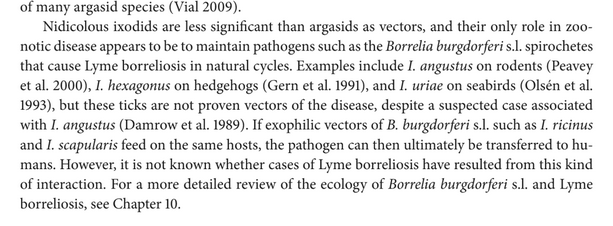 of many argasid species (Vial 2009).
Nidicolous ixodids are less significant than argasids as vectors, and their only role in zoo-
notic disease appears to be to maintain pathogens such as the Borrelia burgdorferi s.l. spirochetes
that cause Lyme borreliosis in natural cycles. Examples include I. angustus on rodents (Peavey
et al. 2000), I. hexagonus on hedgehogs (Gern et al. 1991), and I. uriae on seabirds (Olsén et al.
1993), but these ticks are not proven vectors of the disease, despite a suspected case associated
with I. angustus (Damrow et al. 1989). If exophilic vectors of B. burgdorferi s.l. such as I. ricinus
and I. scapularis feed on the same hosts, the pathogen can then ultimately be transferred to hu-
mans. However, it is not known whether cases of Lyme borreliosis have resulted from this kind
of interaction. For a more detailed review of the ecology of Borrelia burgdorferi s.l. and Lyme
borreliosis, see Chapter 10.